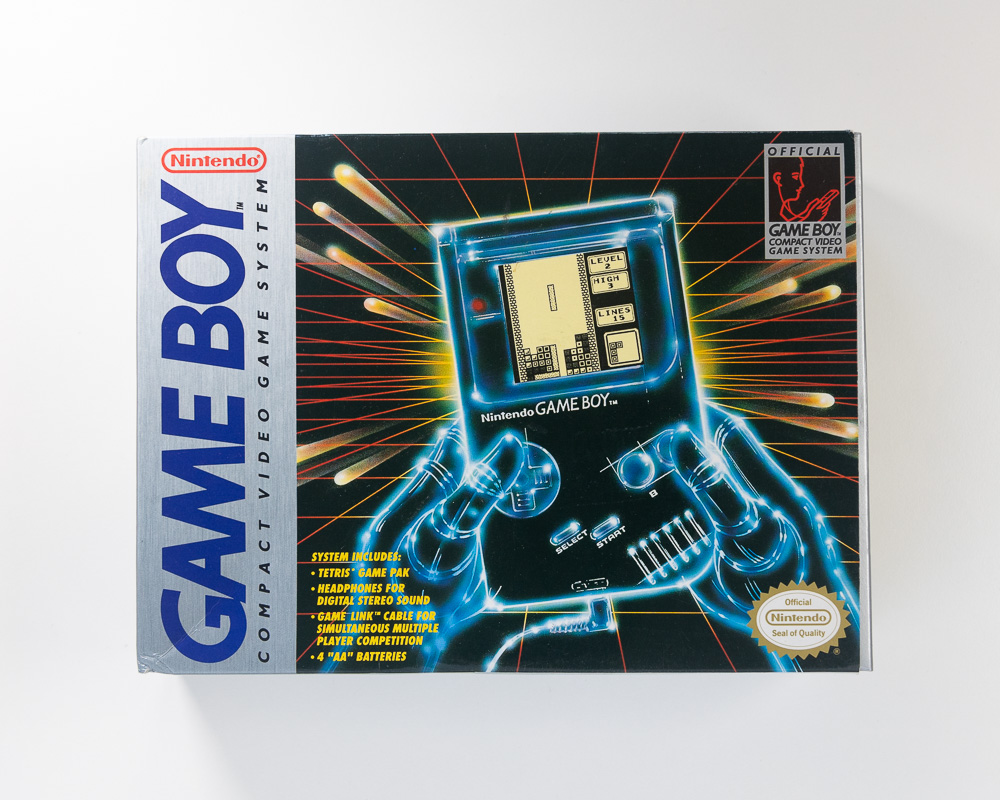 Nintendo®
GAME BOY™
COMPACT VIDEO GAME SYSTEM
OFFICIAL
GAME BOY
COMPACT VIDEO
GAME SYSTEM
LEVEL
2
HIGH
3
LINES
15
Nintendo GAME BOY™
B
SELECT
START
SYSTEM INCLUDES:
• TETRIS® GAME PAK
• HEADPHONES FOR
DIGITAL STEREO SOUND
• GAME LINK™ CABLE FOR
SIMULTANEOUS MULTIPLE
PLAYER COMPETITION
• 4 "AA" BATTERIES
Official
Nintendo
Seal of Quality
®